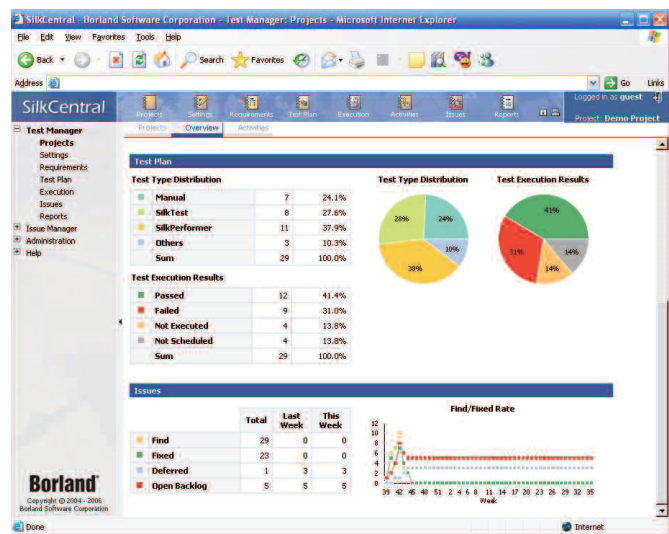 SilkCentral - Borland Software Corporation - Test Manager: Projects - Microsoft Internet Explorer
File Edit View Favorites Tools Help
Back Search Favorites
Address Go Links
SilkCentral
Projects Settings Requirements Test Plan Execution Activities Issues Reports
Logged in as guest
Project: Demo Project
Projects Overview Activities
Test Manager
Projects
Settings
Requirements
Test Plan
Execution
Issues
Reports
Issue Manager
Administration
Help
Test Plan
Test Type Distribution
Manual 7 24.1%
SilkTest 8 27.6%
SilkPerformer 11 37.9%
Others 3 10.3%
Sum 29 100.0%
Test Type Distribution
28% 24%
10%
38%
Test Execution Results
41%
31% 14%
14%
Test Execution Results
Passed 12 41.4%
Failed 9 31.0%
Not Executed 4 13.8%
Not Scheduled 4 13.8%
Sum 29 100.0%
Issues
Total Last Week This Week
Find 29 0 0
Fixed 23 0 0
Deferred 1 3 3
Open Backlog 5 5 5
Find/Fixed Rate
12
10
8
6
4
2
0
39 42 45 48 51 2 4 6 8 11 14 17 20 23 26 29 32 35
Week
Borland
Copyright © 2004 - 2006
Borland Software Corporation
Done Internet